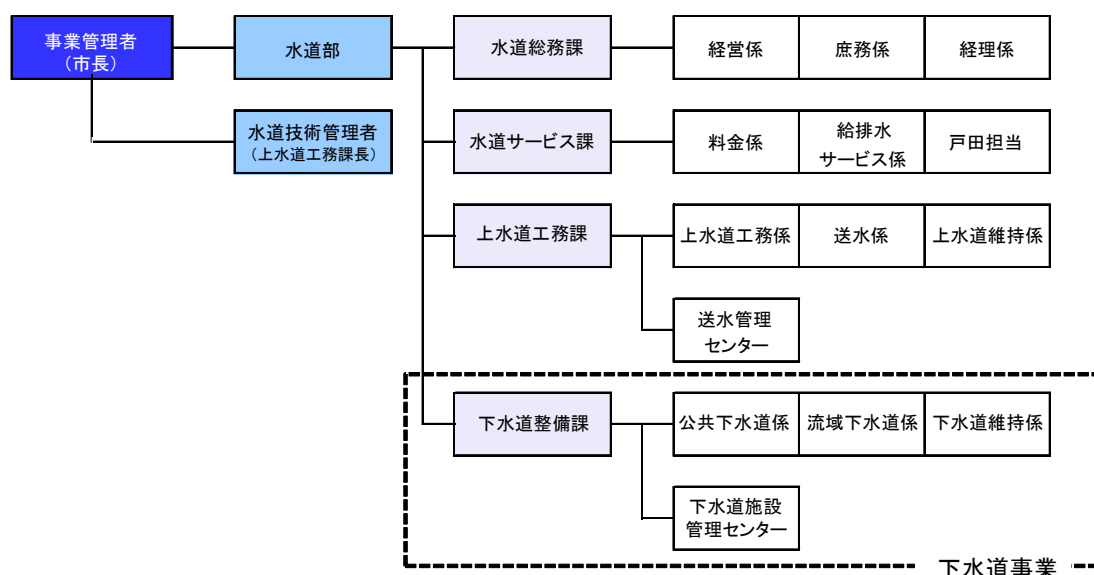 事業管理者
（市長）
水道部
水道総務課
経営係
庶務係
経理係
水道技術管理者
（上水道工務課長）
水道サービス課
料金係
給排水
サービス係
戸田担当
上水道工務課
上水道工務係
送水係
上水道維持係
送水管理
センター
下水道整備課
公共下水道係
流域下水道係
下水道維持係
下水道施設
管理センター
下水道事業